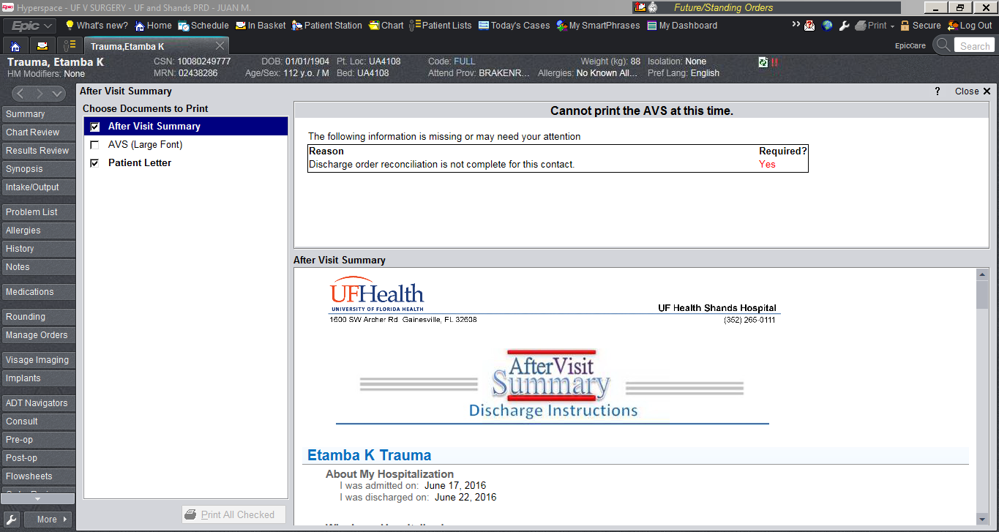 Epic Hyperspace - UF V SURGERY - UF and Shands PRD - JUAN M.
Future/Standing Orders
Epic What's new? Home Schedule In Basket Patient Station Chart Patient Lists Today's Cases My SmartPhrases My Dashboard
Print Secure Log Out
Trauma,Etamba K
EpicCare Search
Trauma, Etamba K CSN: 10080249777 DOB: 01/01/1904 Pt. Loc: UA4108 Code: FULL Weight (kg): 88 Isolation: None
HM Modifiers: None MRN: 02438286 Age/Sex: 112 y.o. / M Bed: UA4108 Attend Prov: BRAKENR... Allergies: No Known All... Pref Lang: English
After Visit Summary ? Close
Summary
Chart Review
Results Review
Synopsis
Intake/Output
Problem List
Allergies
History
Notes
Medications
Rounding
Manage Orders
Visage Imaging
Implants
ADT Navigators
Consult
Pre-op
Post-op
Flowsheets
More
Choose Documents to Print
After Visit Summary
AVS (Large Font)
Patient Letter
Print All Checked
Cannot print the AVS at this time.
The following information is missing or may need your attention
Reason Required?
Discharge order reconciliation is not complete for this contact. Yes
After Visit Summary
UFHealth
UNIVERSITY OF FLORIDA HEALTH
UF Health Shands Hospital
1600 SW Archer Rd Gainesville, FL 32608 (352) 265-0111
AfterVisit
Summary
Discharge Instructions
Etamba K Trauma
About My Hospitalization
I was admitted on: June 17, 2016
I was discharged on: June 22, 2016